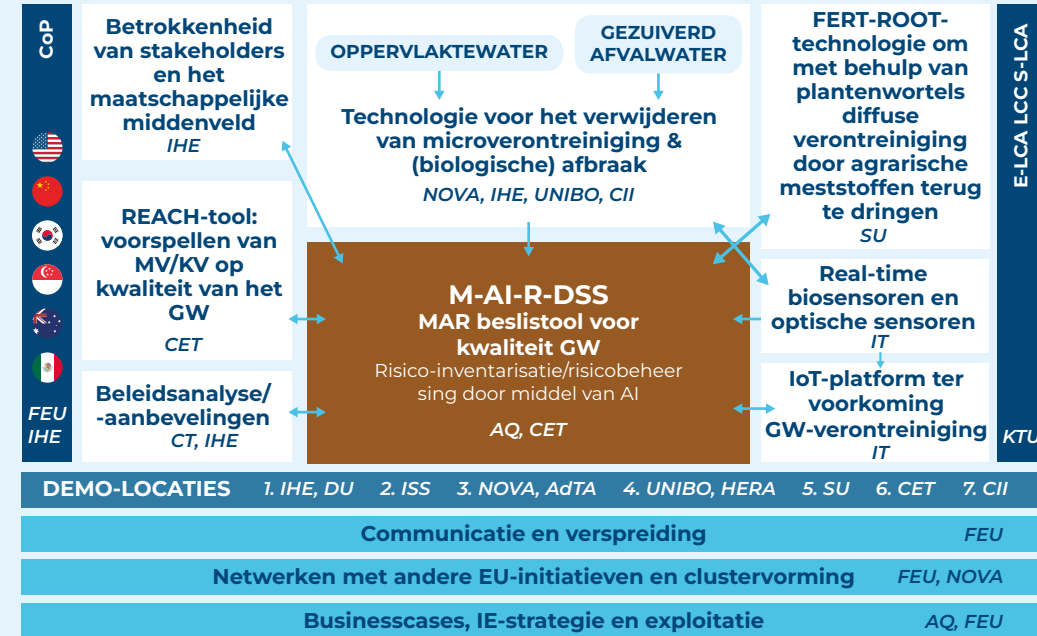 CoP
FEU
IHE
Betrokkenheid
van stakeholders
en het
maatschappelijke
middenveld
IHE
REACH-tool:
voorspellen van
MV/KV op
kwaliteit van het
GW
CET
Beleidsanalyse/
-aanbevelingen
CT, IHE
OPPERVLAKTEWATER
GEZUIVERD
AFVALWATER
Technologie voor het verwijderen
van microverontreiniging &
(biologische) afbraak
NOVA, IHE, UNIBO, CII
M-AI-R-DSS
MAR beslistool voor
kwaliteit GW
Risico-inventarisatie/risicobeheer
sing door middel van AI
AQ, CET
FERT-ROOT-
technologie om
met behulp van
plantenwortels
diffuse
verontreiniging
door agrarische
meststoffen terug
te dringen
SU
Real-time
biosensoren en
optische sensoren
IT
IoT-platform ter
voorkoming
GW-verontreiniging
IT
E-LCA LCC S-LCA
KTU
DEMO-LOCATIES 1. IHE, DU 2. ISS 3. NOVA, AdTA 4. UNIBO, HERA 5. SU 6. CET 7. CII
Communicatie en verspreiding FEU
Netwerken met andere EU-initiatieven en clustervorming FEU, NOVA
Businesscases, IE-strategie en exploitatie AQ, FEU